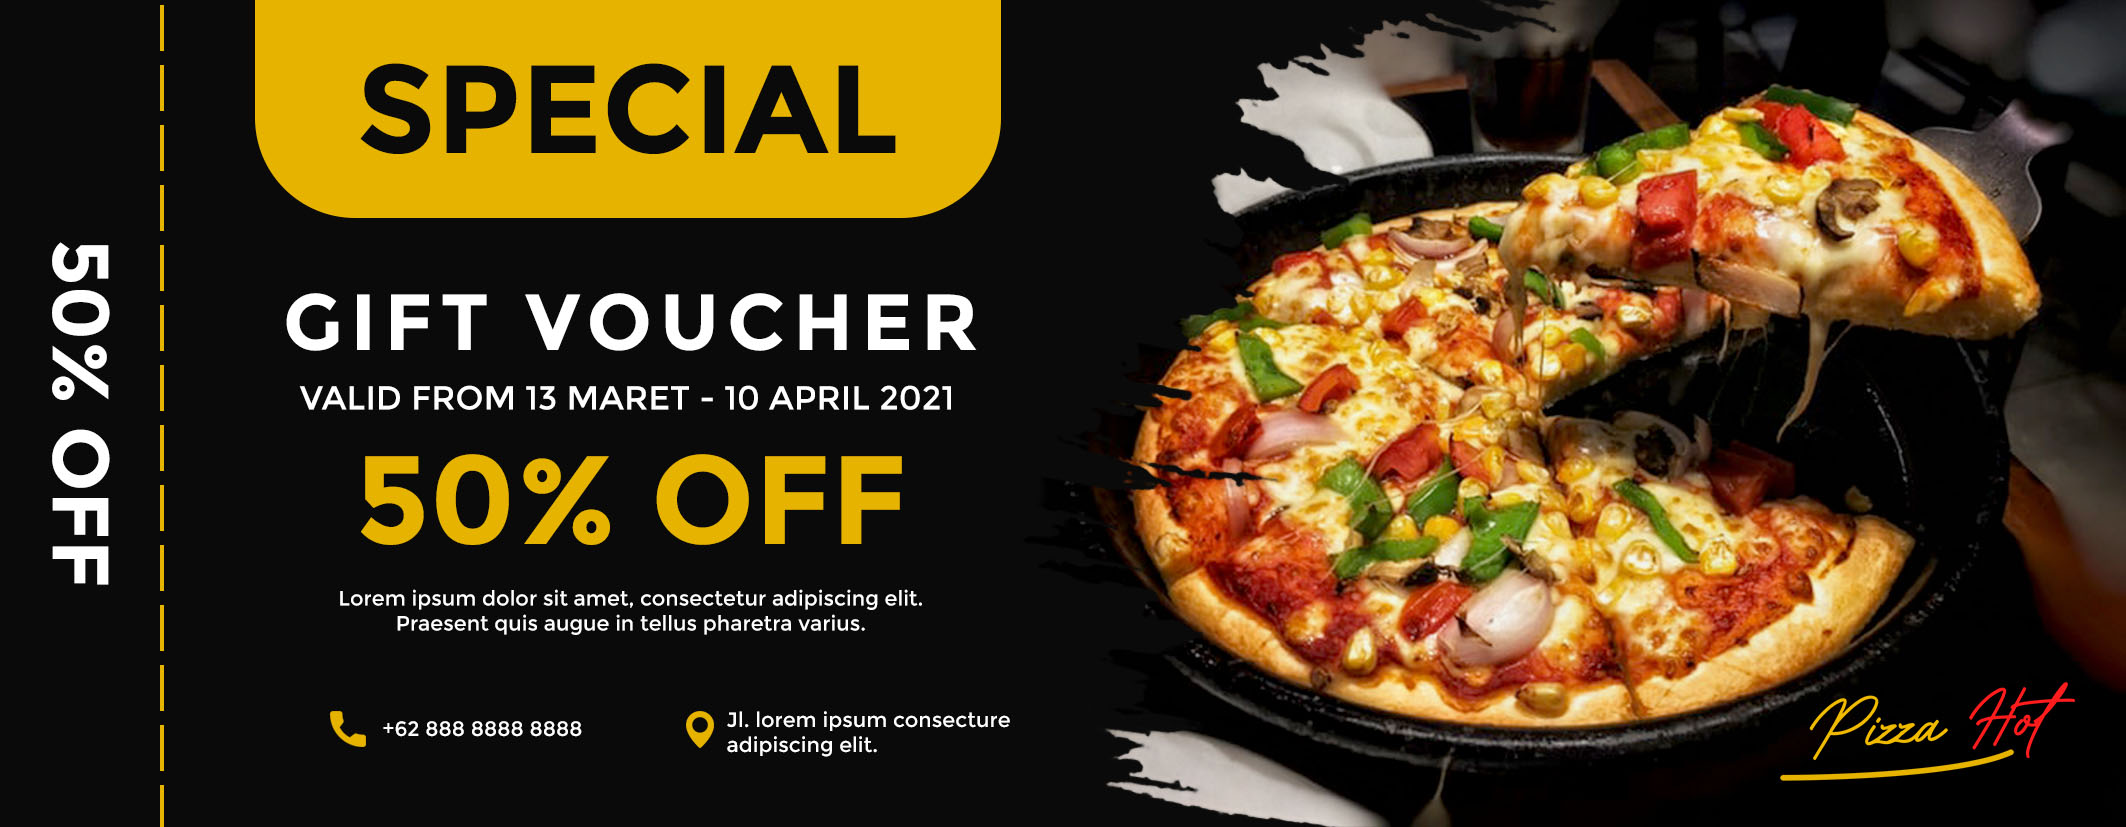 50% OFF
SPECIAL
GIFT VOUCHER
VALID FROM 13 MARET - 10 APRIL 2021
50% OFF
Lorem ipsum dolor sit amet, consectetur adipiscing elit.
Praesent quis augue in tellus pharetra varius.
+62 888 8888 8888
Jl. lorem ipsum consecture
adipiscing elit.
Pizza Hot